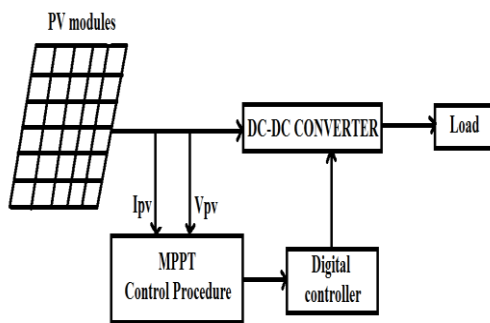 PV modules
DC-DC CONVERTER
Load
Ipv
Vpv
MPPT
Control Procedure
Digital
controller